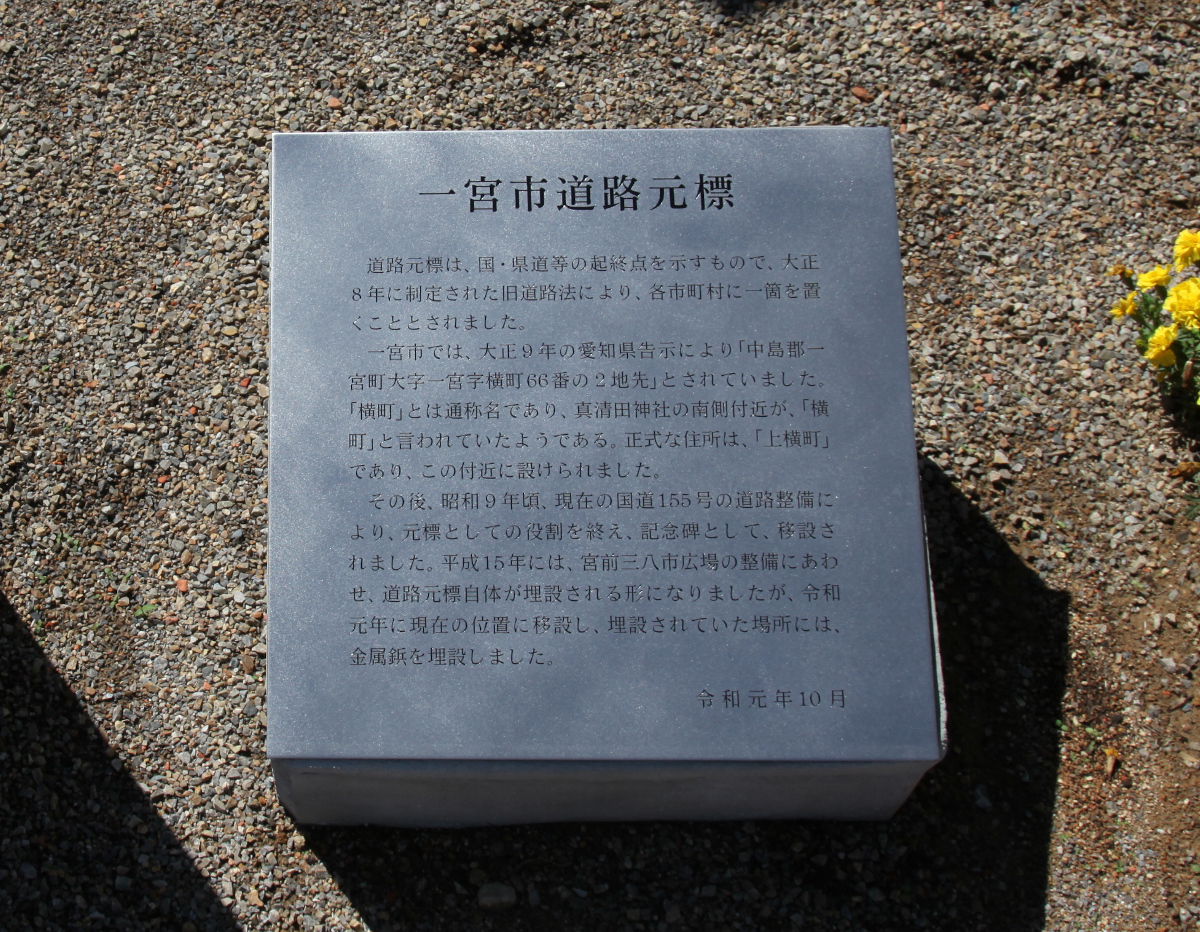 一宮市道路元標
道路元標は、国・県道等の起終点を示すもので、大正
8年に制定された旧道路法により、各市町村に一箇を置
くこととされました。
一宮市では、大正9年の愛知県告示により「中島郡一
宮町大字一宮字横町66番の2地先」とされていました。
「横町」とは通称名であり、真清田神社の南側付近が、「横
町」と言われていたようである。正式な住所は、「上横町」
であり、この付近に設けられました。
その後、昭和9年頃、現在の国道155号の道路整備に
より、元標としての役割を終え、記念碑として、移設さ
れました。平成15年には、宮前三八市広場の整備にあわ
せ、道路元標自体が埋設される形になりましたが、令和
元年に現在の位置に移設し、埋設されていた場所には、
金属鋲を埋設しました。
令和元年10月